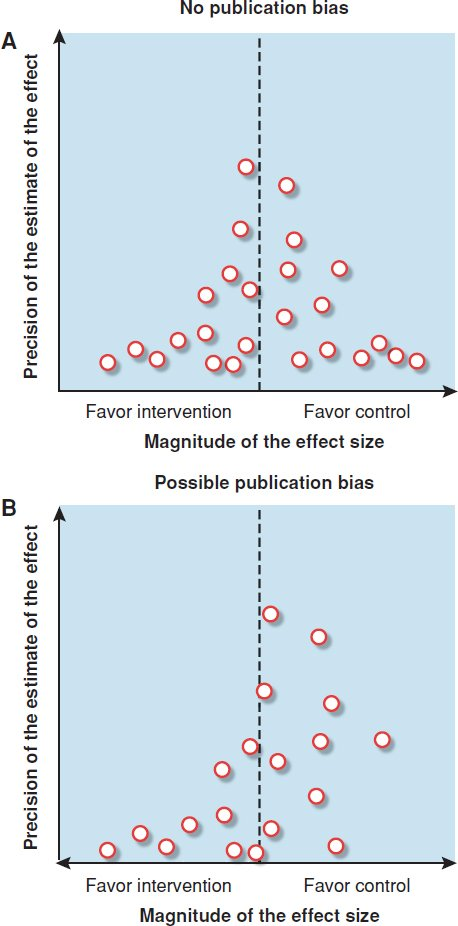 No publication bias
A
Precision of the estimate of the effect
Favor intervention
Favor control
Magnitude of the effect size
Possible publication bias
B
Precision of the estimate of the effect
Favor intervention
Favor control
Magnitude of the effect size